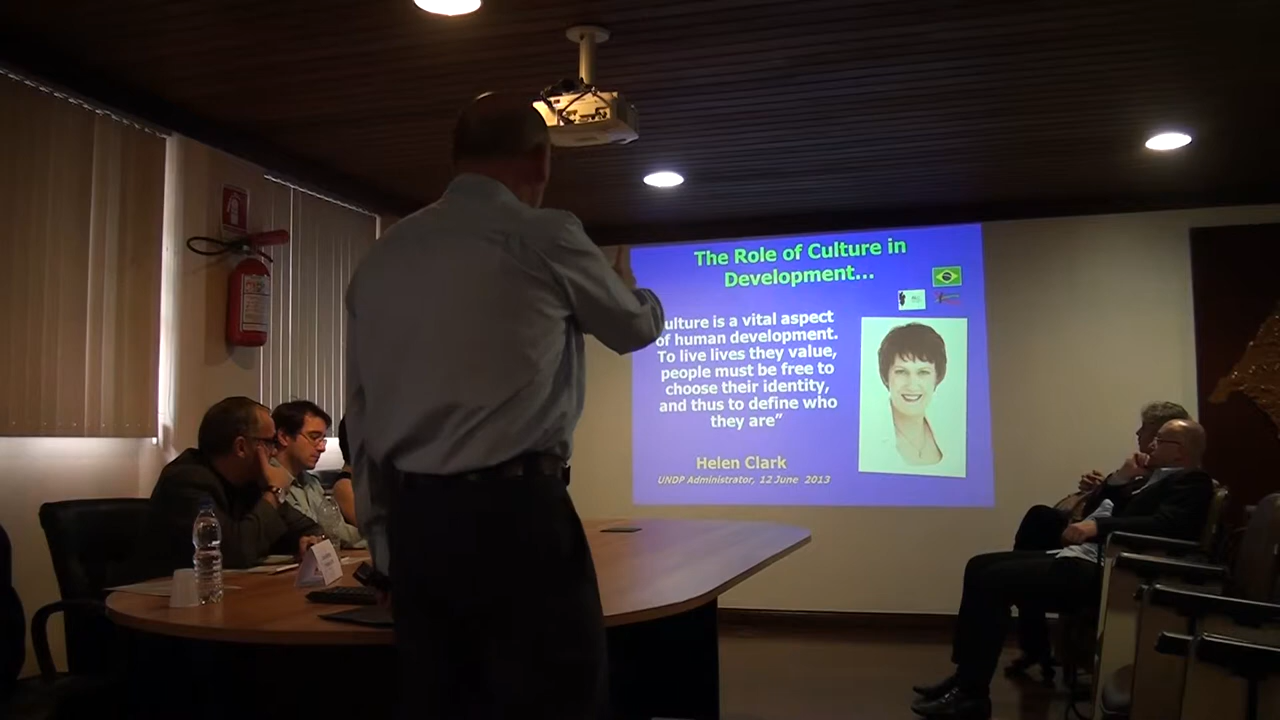 The Role of Culture in
Development...
ulture is a vital aspect
of human development.
To live lives they value,
people must be free to
choose their identity,
and thus to define who
they are”
Helen Clark
UNDP Administrator, 12 June 2013